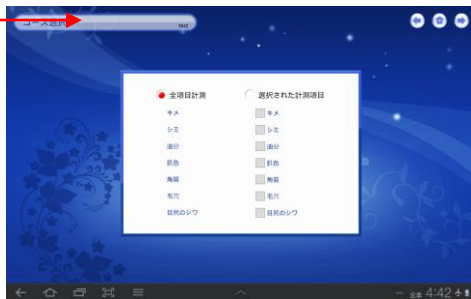 コース選択
test
全項目計測 選択された計測項目
キメ キメ
シミ シミ
油分 油分
肌色 肌色
角質 角質
毛穴 毛穴
目尻のシワ 目尻のシワ
오후 4:42